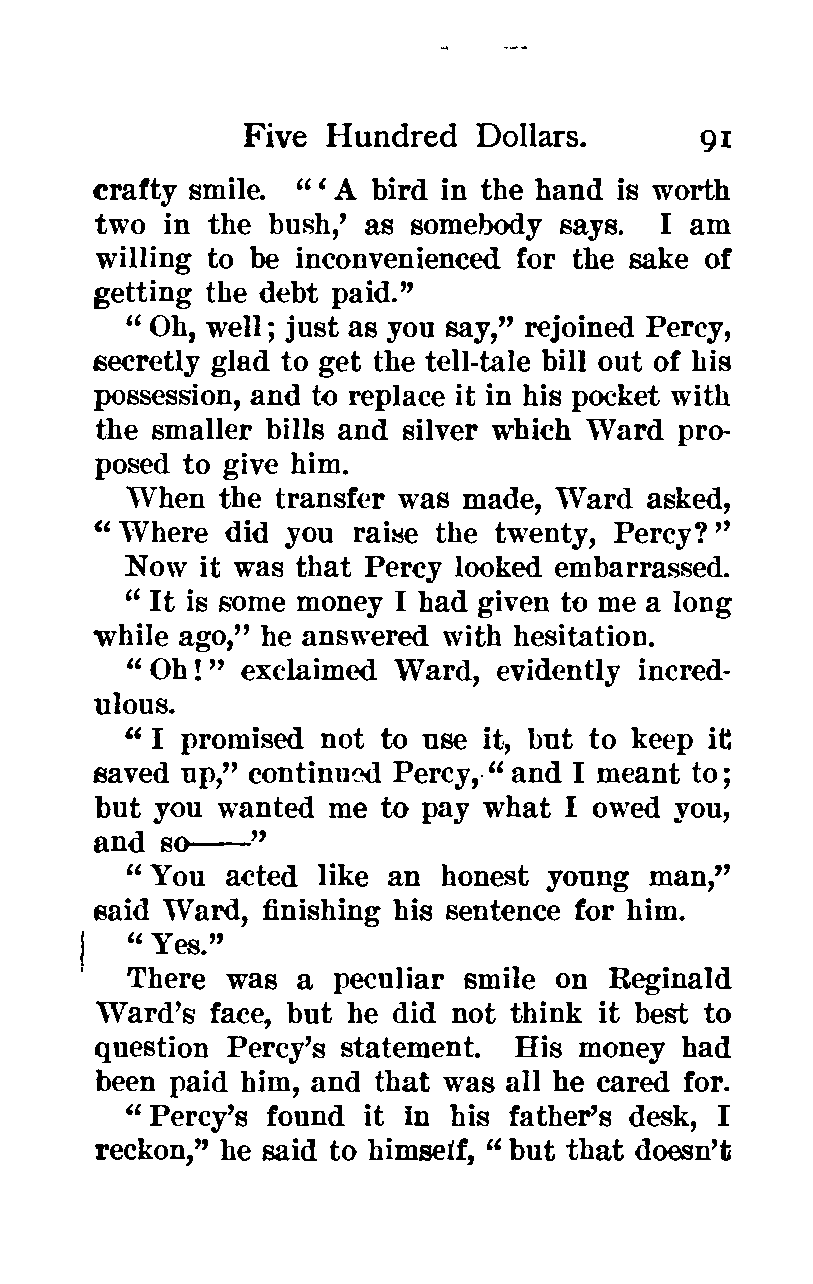 Five Hundred Dollars. 91
crafty smile. “‘A bird in the hand is worth
two in the bush,’ as somebody says. I am
willing to be inconvenienced for the sake of
getting the debt paid.”
“Oh, well; just as you say,” rejoined Percy,
secretly glad to get the tell-tale bill out of his
possession, and to replace it in his pocket with
the smaller bills and silver which Ward pro-
posed to give him.
When the transfer was made, Ward asked,
“Where did you raise the twenty, Percy?”
Now it was that Percy looked embarrassed.
“It is some money I had given to me a long
while ago,” he answered with hesitation.
“Oh!” exclaimed Ward, evidently incred-
ulous.
“I promised not to use it, but to keep it
saved up,” continued Percy, “and I meant to;
but you wanted me to pay what I owed you,
and so——”
“You acted like an honest young man,”
said Ward, finishing his sentence for him.
“Yes.”
There was a peculiar smile on Reginald
Ward’s face, but he did not think it best to
question Percy’s statement. His money had
been paid him, and that was all he cared for.
“Percy’s found it in his father’s desk, I
reckon,” he said to himself, “but that doesn’t